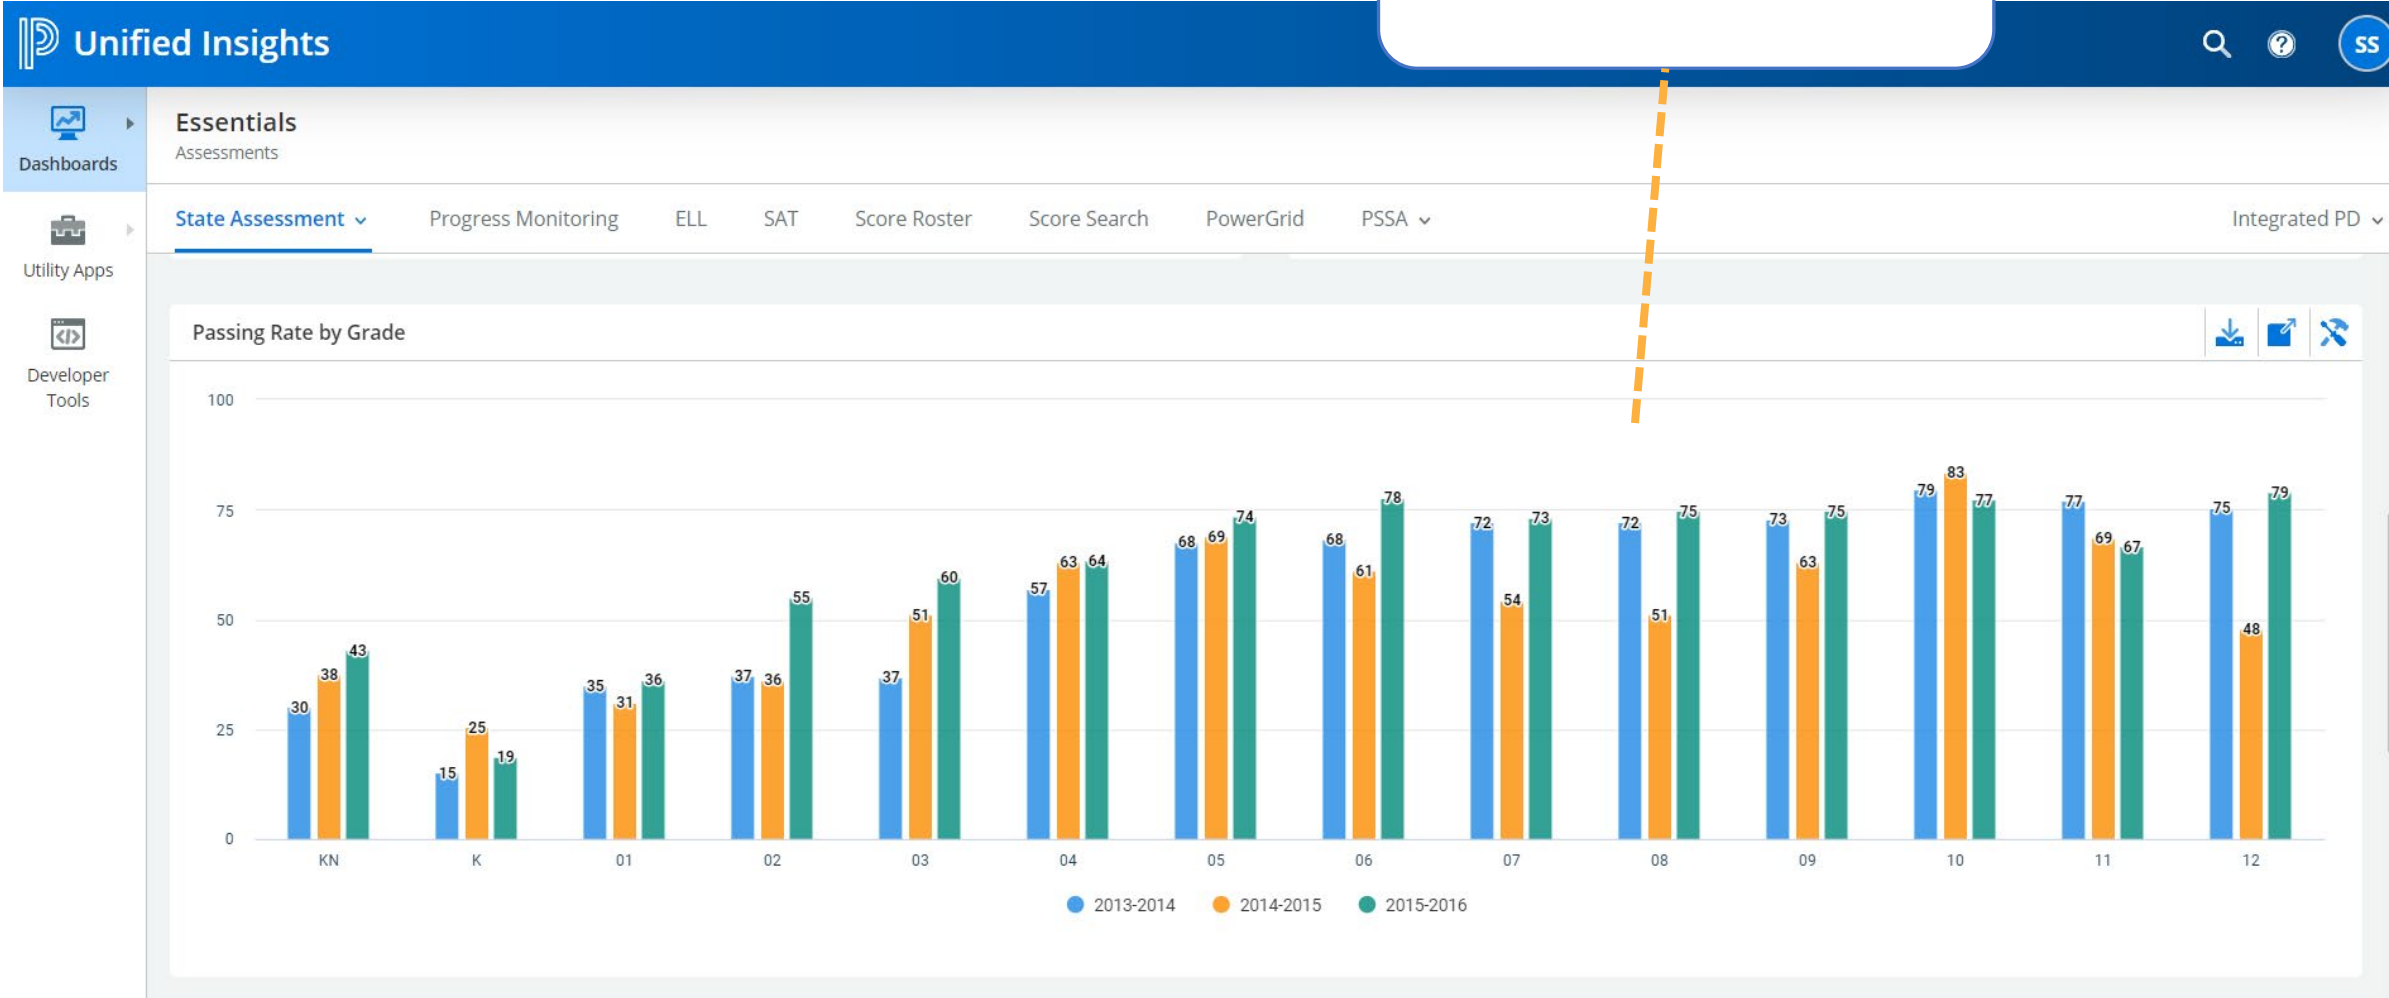 Unified Insights
SS
Dashboards
Utility Apps
Developer
Tools
Essentials
Assessments
State Assessment
Progress Monitoring
ELL
SAT
Score Roster
Score Search
PowerGrid
PSSA
Integrated PD
Passing Rate by Grade
100
75
50
25
0
30 38 43
15 25 19
35 31 36
37 36 55
37 51 60
57 63 64
68 69 74
68 61 78
72 54 73
72 51 75
73 63 75
79 83 77
77 69 67
75 48 79
KN K 01 02 03 04 05 06 07 08 09 10 11 12
2013-2014 2014-2015 2015-2016